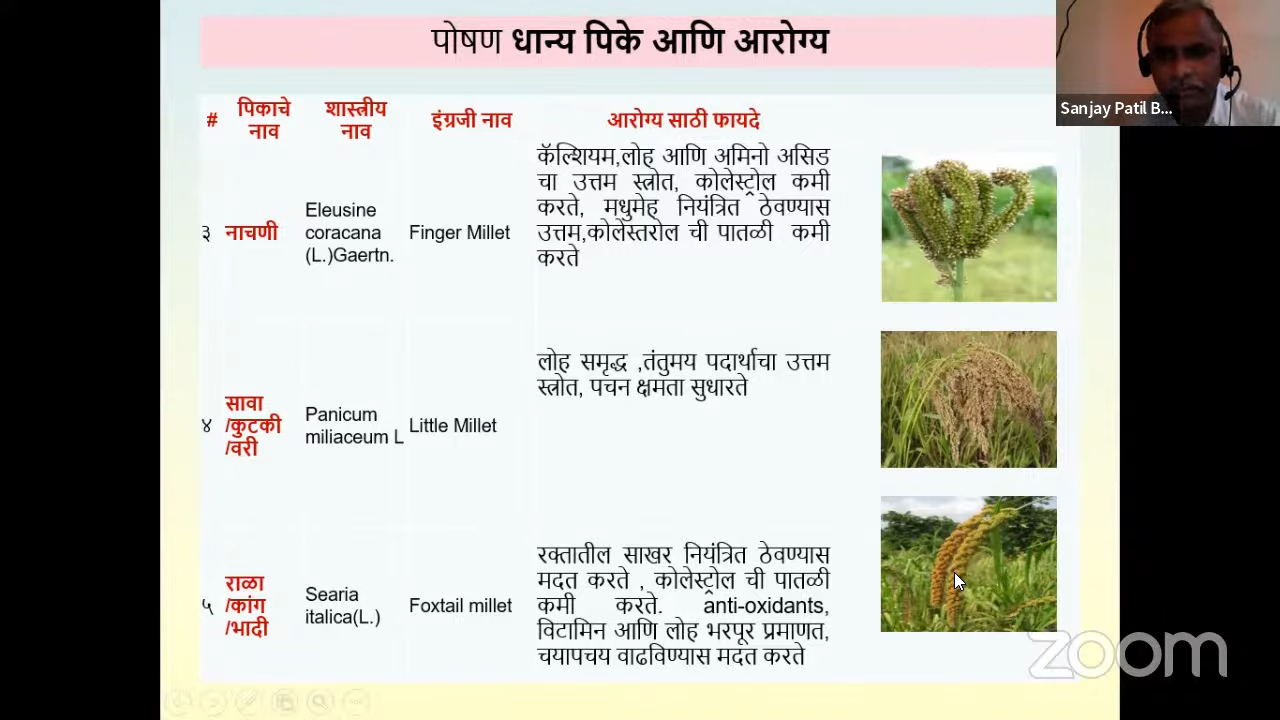 पोषण धान्य पिके आणि आरोग्य
Sanjay Patil B...
# पिकाचे नाव शास्त्रीय नाव इंग्रजी नाव आरोग्य साठी फायदे
३ नाचणी
Eleusine
coracana
(L.)Gaertn.
Finger Millet
कॅल्शियम,लोह आणि अमिनो असिड
चा उत्तम स्त्रोत, कोलेस्ट्रोल कमी
करते, मधुमेह नियंत्रित ठेवण्यास
उत्तम,कोलेस्तरोल ची पातळी कमी
करते
४
सावा
/कुटकी
/वरी
Panicum
miliaceum L
Little Millet
लोह समृद्ध ,तंतुमय पदार्थाचा उत्तम
स्त्रोत, पचन क्षमता सुधारते
५
राळा
/कांग
/भादी
Searia
italica(L.)
Foxtail millet
रक्तातील साखर नियंत्रित ठेवण्यास
मदत करते , कोलेस्ट्रोल ची पातळी
कमी करते. anti-oxidants,
विटामिन आणि लोह भरपूर प्रमाणत,
चयापचय वाढविण्यास मदत करते
zoom